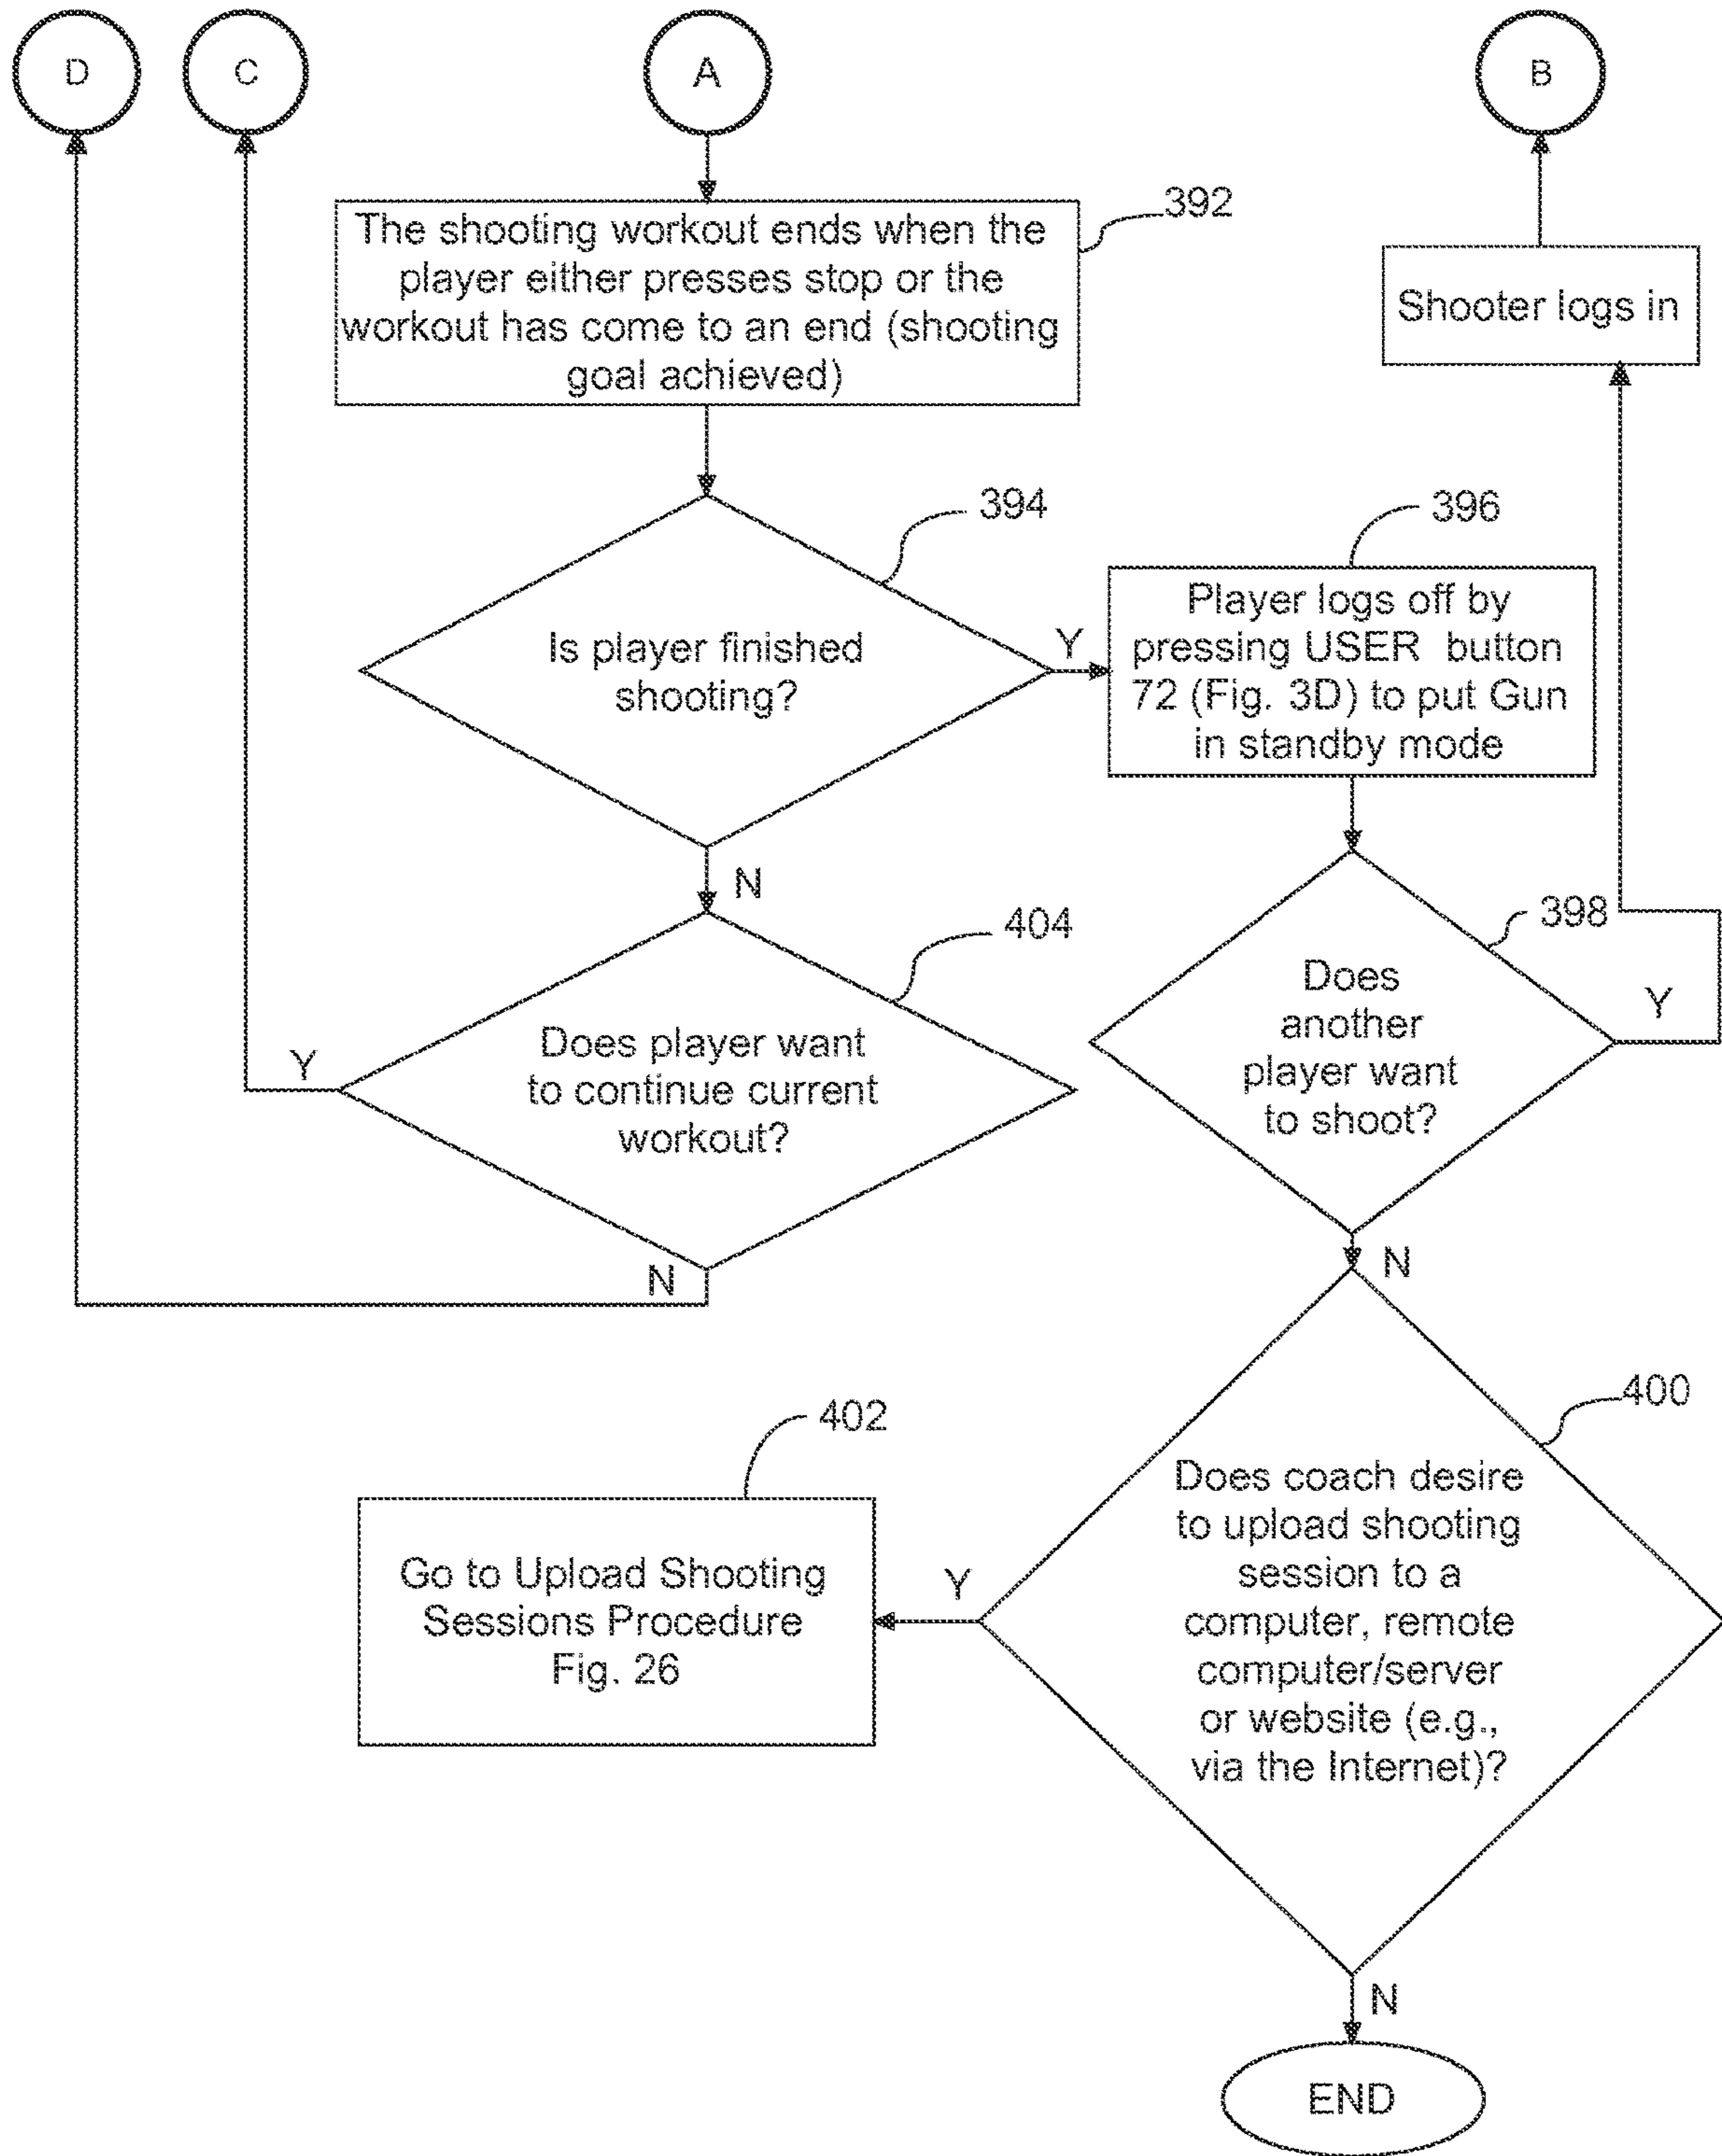 D
C
A
B
392
The shooting workout ends when the
player either presses stop or the
workout has come to an end (shooting
goal achieved)
Shooter logs in
394
396
Is player finished
shooting?
Y
Player logs off by
pressing USER button
72 (Fig. 3D) to put Gun
in standby mode
N
404
398
Does player want
to continue current
workout?
Y
N
Does
another
player want
to shoot?
Y
N
402
400
Go to Upload Shooting
Sessions Procedure
Fig. 26
Y
Does coach desire
to upload shooting
session to a
computer, remote
computer/server
or website (e.g.,
via the Internet)?
N
END